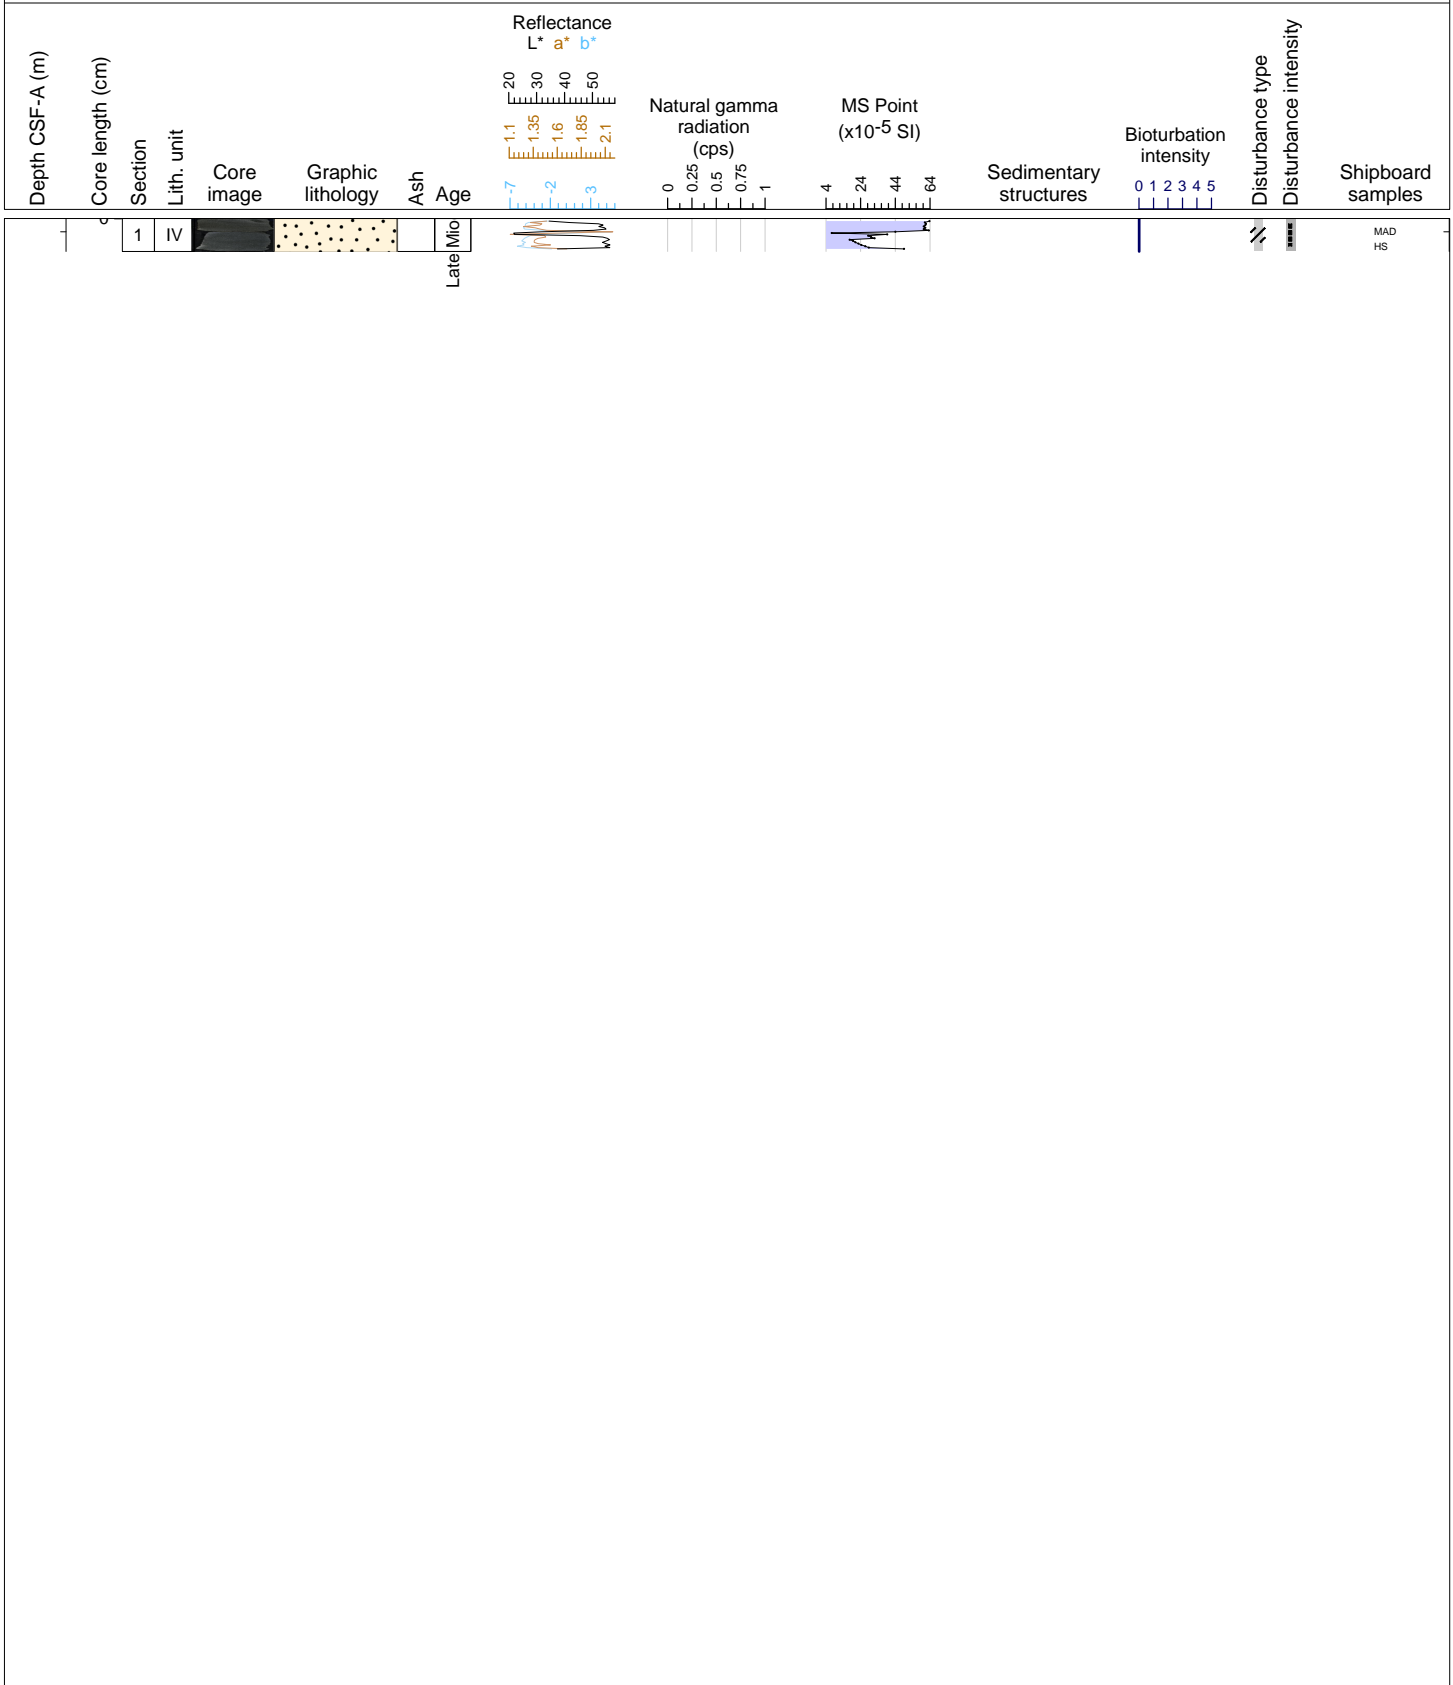 Depth CSF-A (m)
Core length (cm)
Section
Lith. unit
Core
image
Graphic
lithology
Ash
Age
Reflectance
L* a* b*
20 30 40 50
1.1 1.35 1.6 1.85 2.1
-7 -2 3
Natural gamma
radiation
(cps)
0 0.25 0.5 0.75 1
MS Point
(x10-5 SI)
4 24 44 64
Sedimentary
structures
Bioturbation
intensity
0 1 2 3 4 5
Disturbance type
Disturbance intensity
Shipboard
samples
1
IV
Late Mio
MAD
HS